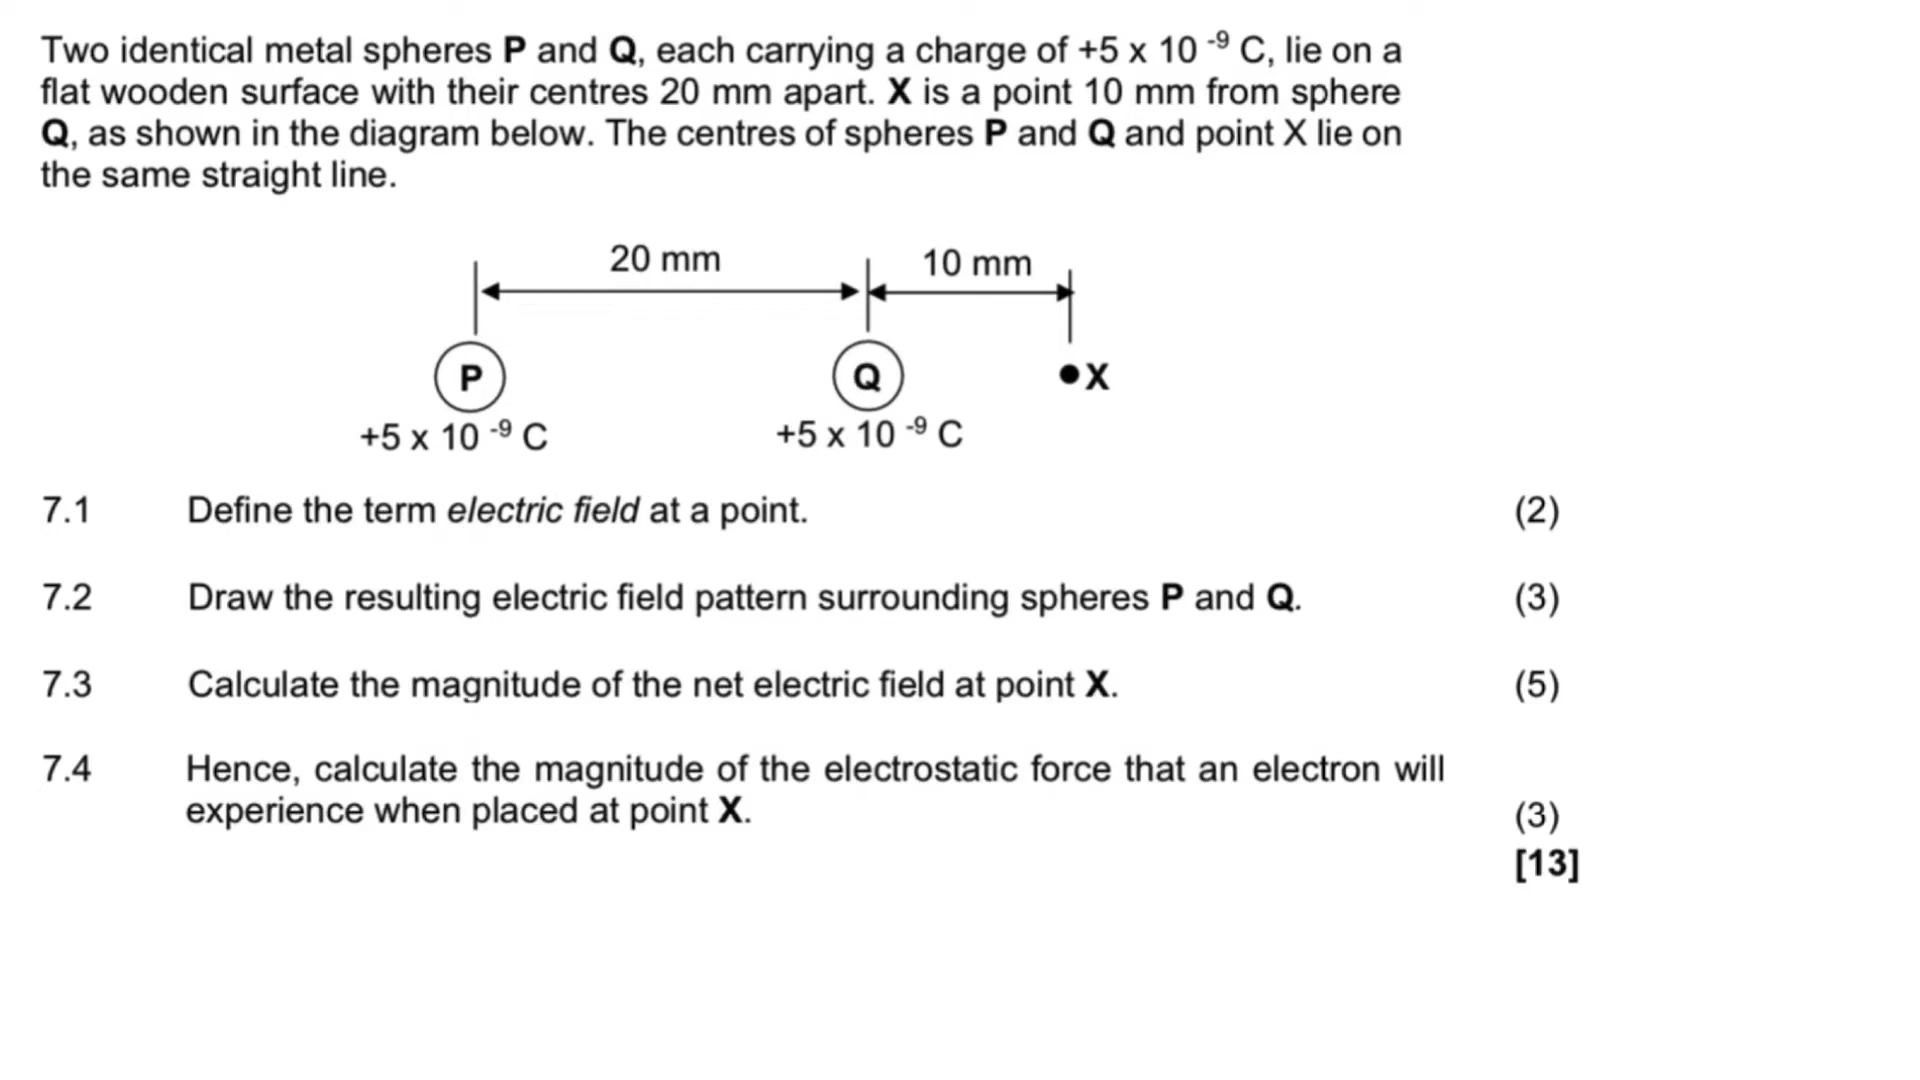 Two identical metal spheres P and Q, each carrying a charge of +5 x 10 -9 C, lie on a
flat wooden surface with their centres 20 mm apart. X is a point 10 mm from sphere
Q, as shown in the diagram below. The centres of spheres P and Q and point X lie on
the same straight line.
20 mm
10 mm
P
Q
X
+5 x 10 -9 C
+5 x 10 -9 C
7.1 Define the term electric field at a point. (2)
7.2 Draw the resulting electric field pattern surrounding spheres P and Q. (3)
7.3 Calculate the magnitude of the net electric field at point X. (5)
7.4 Hence, calculate the magnitude of the electrostatic force that an electron will
experience when placed at point X. (3)
[13]